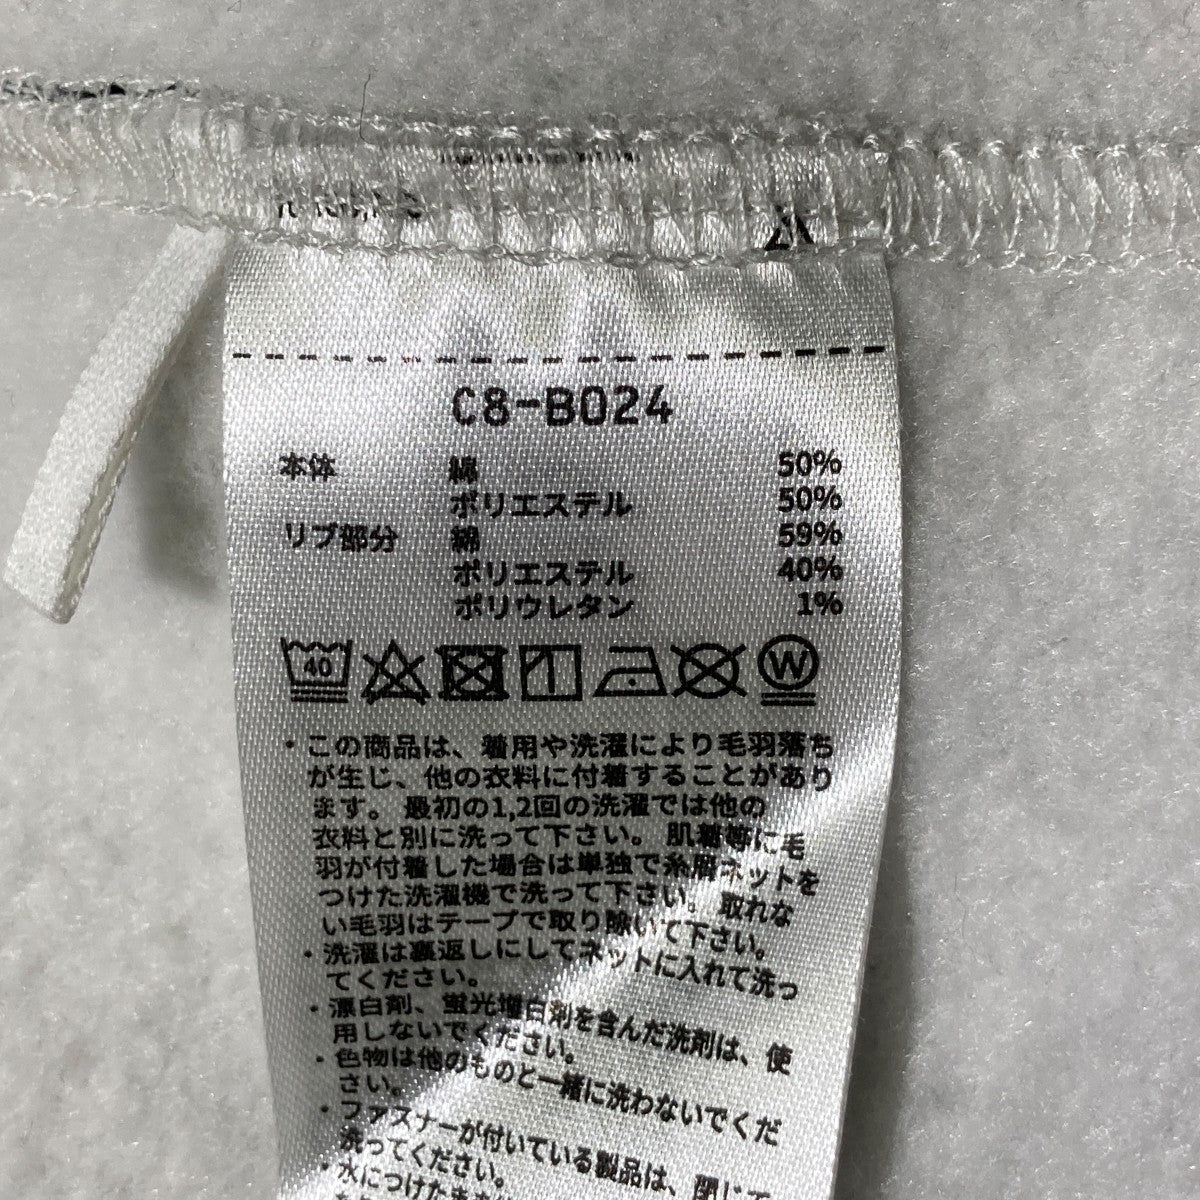 C8-B024
本体 綿 50%
ポリエステル 50%
リブ部分 綿 59%
ポリエステル 40%
ポリウレタン 1%
40 W
・この商品は、着用や洗濯により毛羽落ち
が生じ、他の衣料に付着することがあり
ます。最初の1,2回の洗濯では他の
衣料と別に洗って下さい。肌着等に毛
羽が付着した場合は単独で糸屑ネットを
つけた洗濯機で洗って下さい。取れな
い毛羽はテープで取り除いて下さい。
・洗濯は裏返しにしてネットに入れて洗っ
てください。
・漂白剤、蛍光増白剤を含んだ洗剤は、使
用しないでください。
・色物は他のものと一緒に洗わないでくだ
さい。
・ファスナーが付いている製品は、閉じて
洗ってください。
・水につけたまま